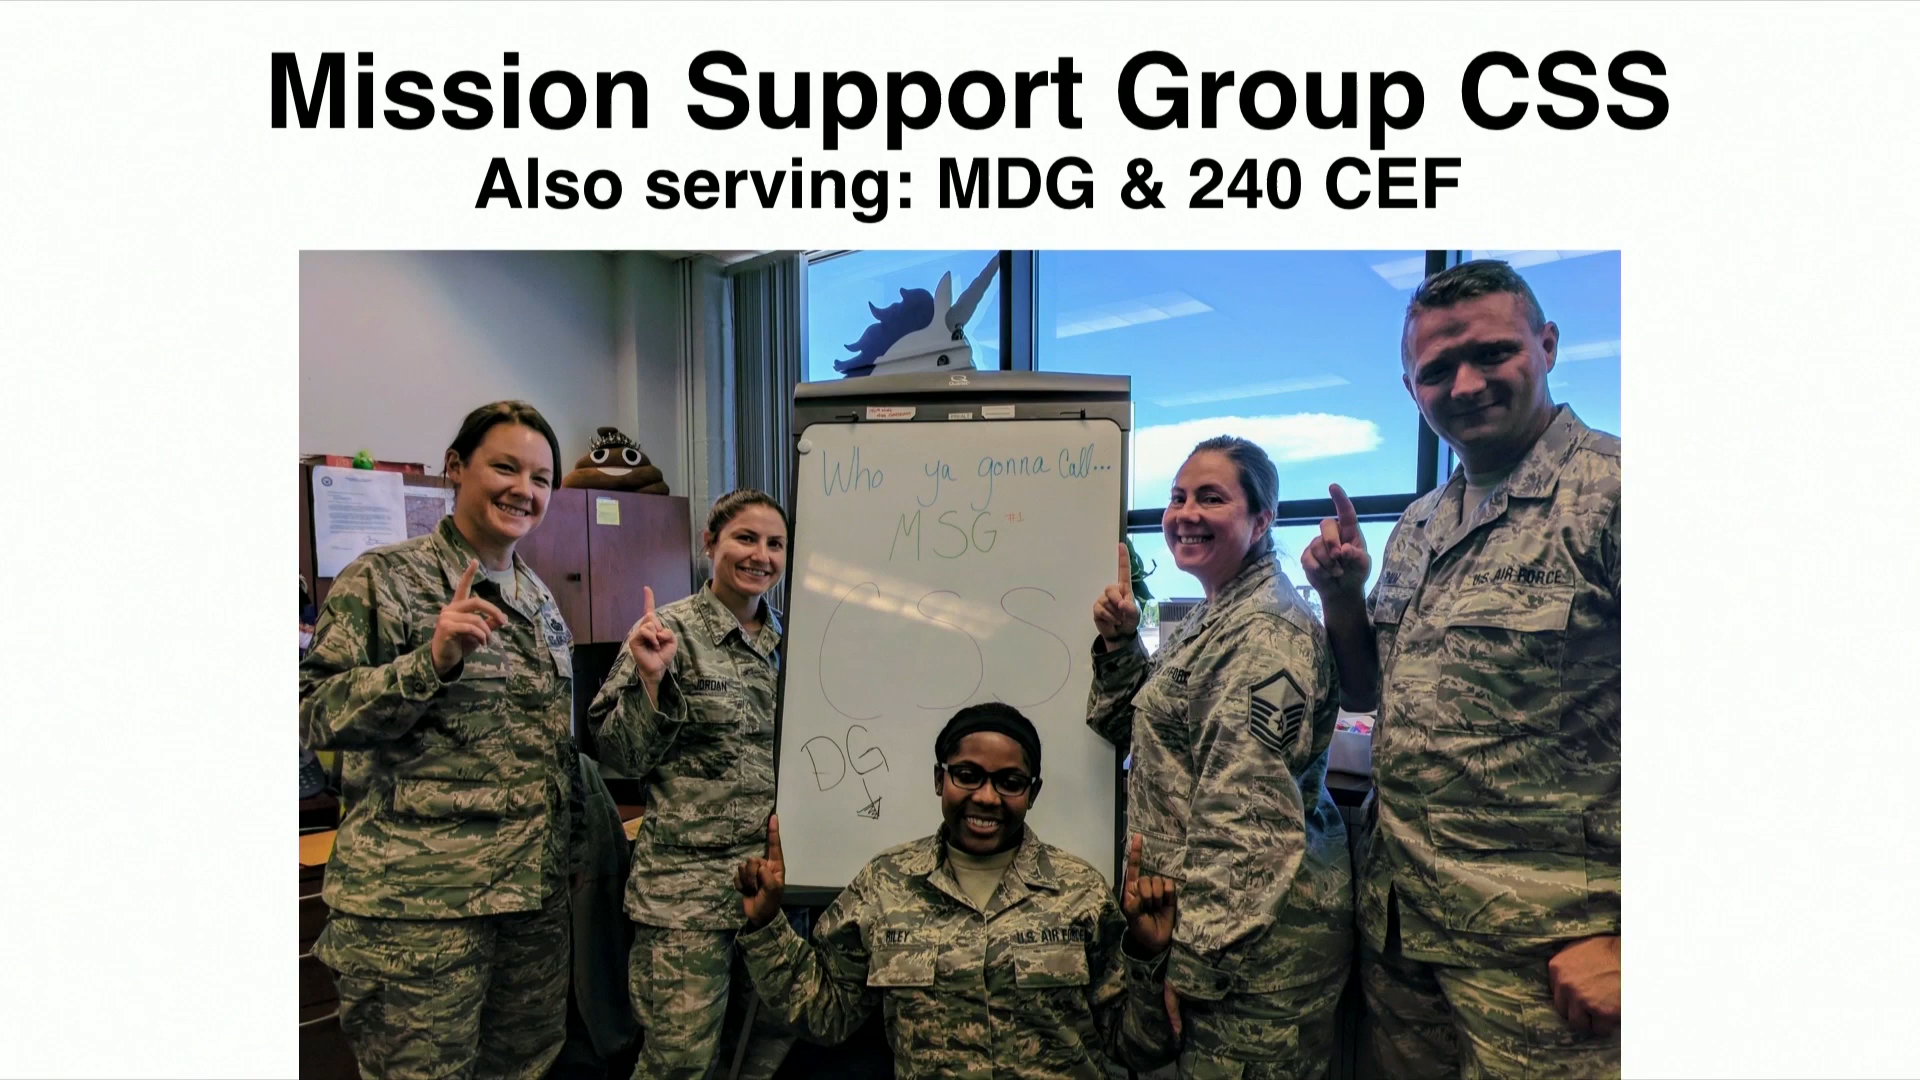 Mission Support Group CSS
Also serving: MDG & 240 CEF
Who ya gonna Call...
MSG #1
CSS
DG
JORDAN
U.S. AIR FORCE
RILEY
U.S. AIR FORCE